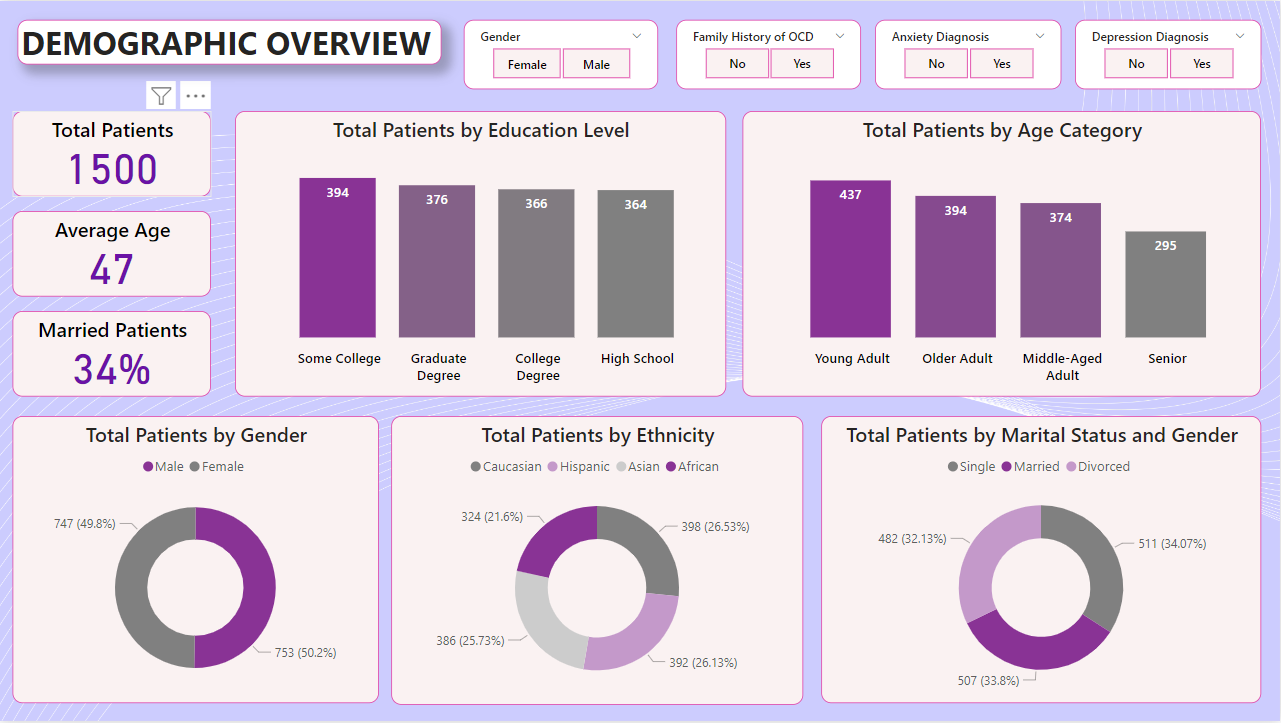 DEMOGRAPHIC OVERVIEW
Gender
Female Male
Family History of OCD
No Yes
Anxiety Diagnosis
No Yes
Depression Diagnosis
No Yes
Total Patients
1500
Average Age
47
Married Patients
34%
Total Patients by Education Level
394 376 366 364
Some College Graduate College High School
Degree Degree
Total Patients by Age Category
437 394 374 295
Young Adult Older Adult Middle-Aged Senior
Adult
Total Patients by Gender
Male Female
747 (49.8%)
753 (50.2%)
Total Patients by Ethnicity
Caucasian Hispanic Asian African
324 (21.6%)
398 (26.53%)
386 (25.73%)
392 (26.13%)
Total Patients by Marital Status and Gender
Single Married Divorced
482 (32.13%)
511 (34.07%)
507 (33.8%)